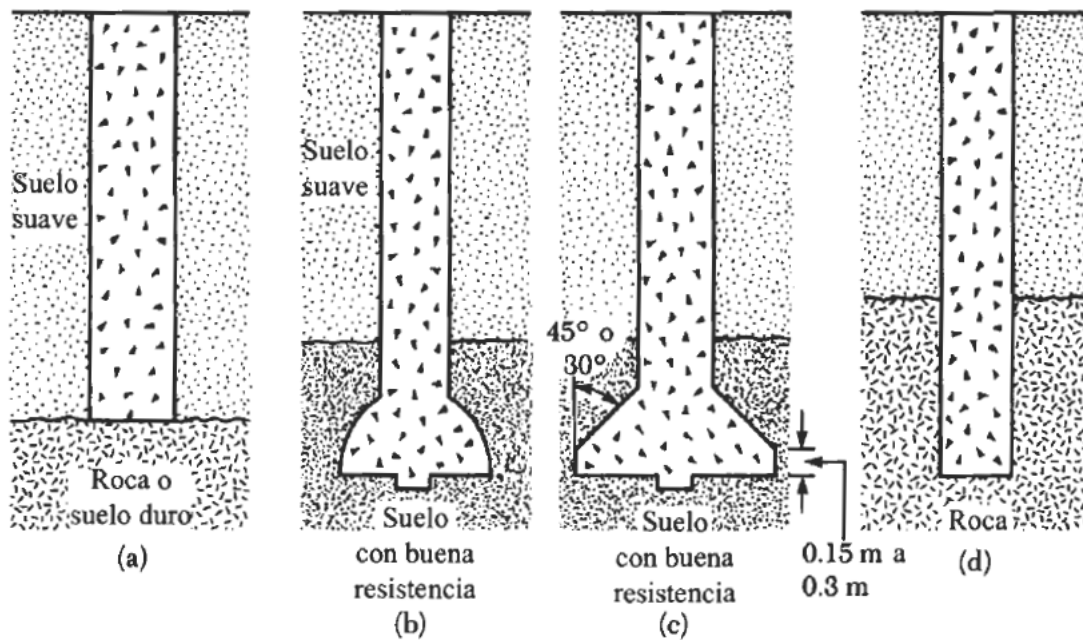 Suelo
suave
Roca o
suelo duro
(a)
Suelo
suave
Suelo
con buena
resistencia
(b)
45° o
30°
Suelo
con buena
resistencia
(c)
0.15 m a
0.3 m
Roca
(d)